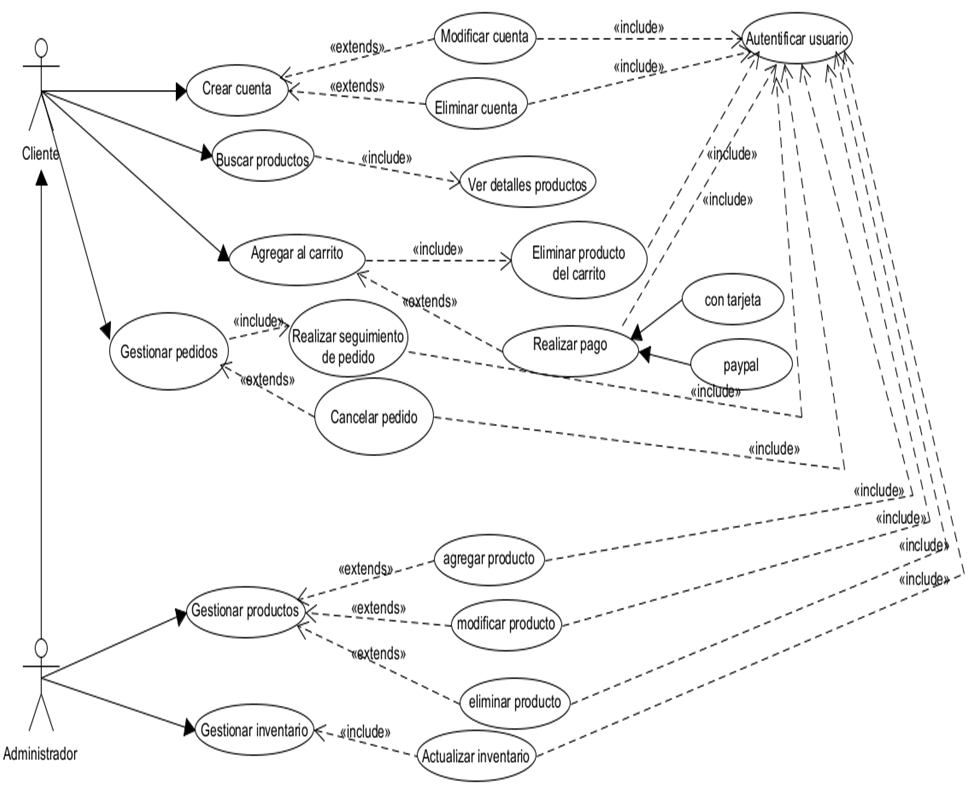 Modificar cuenta
«include»
Autentificar usuario
«extends»
Crear cuenta
«extends»
Eliminar cuenta
«include»
Cliente
Buscar productos
«include»
Ver detalles productos
«include»
«include»
Agregar al carrito
«include»
Eliminar producto
del carrito
«extends»
con tarjeta
Gestionar pedidos
«include»
Realizar seguimiento
de pedido
Realizar pago
paypal
«extends»
«include»
Cancelar pedido
«include»
«include»
«include»
«include»
«include»
agregar producto
«extends»
Gestionar productos
«extends»
modificar producto
«extends»
eliminar producto
Gestionar inventario
«include»
Actualizar inventario
Administrador